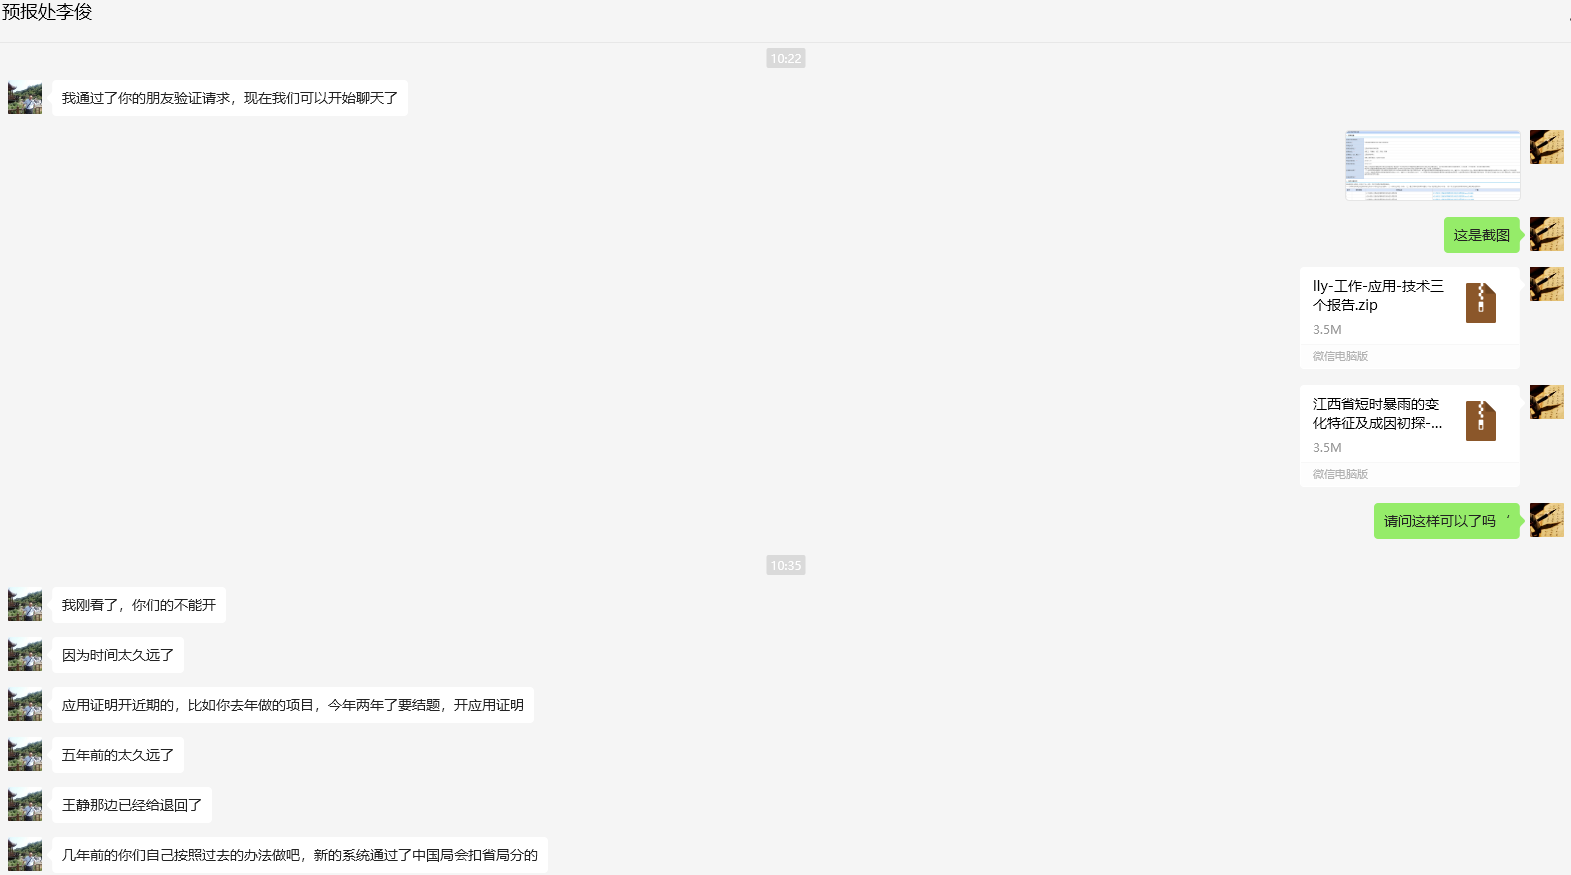 预报处李俊
10:22
我通过了你的朋友验证请求，现在我们可以开始聊天了
这是截图
lly-工作-应用-技术三
个报告.zip
3.5M
微信电脑版
江西省短时暴雨的变
化特征及成因初探-...
3.5M
微信电脑版
请问这样可以了吗 ‘
10:35
我刚看了，你们的不能开
因为时间太久远了
应用证明开近期的，比如你去年做的项目，今年两年了要结题，开应用证明
五年前的太久远了
王静那边已经给退回了
几年前的你们自己按照过去的办法做吧，新的系统通过了中国局会扣省局分的